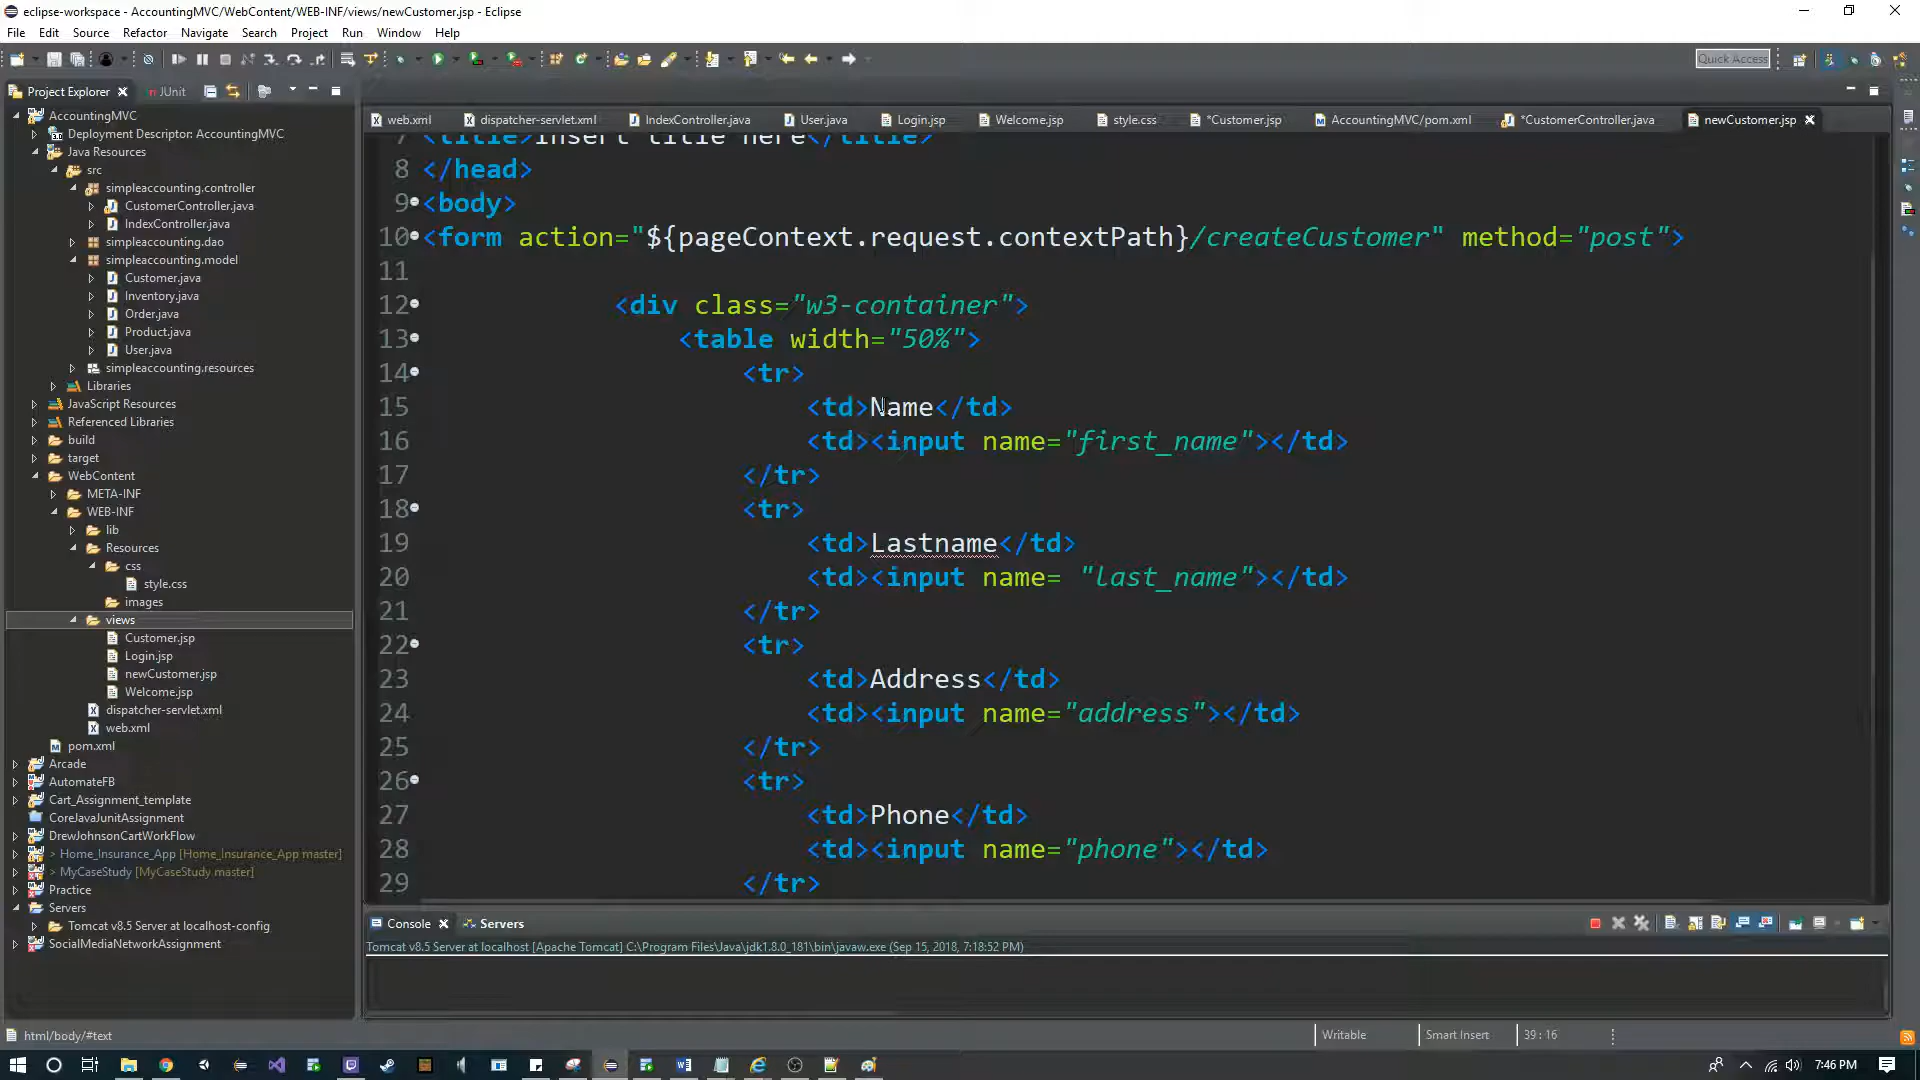 eclipse-workspace - AccountingMVC/WebContent/WEB-INF/views/newCustomer.jsp - Eclipse
File Edit Source Refactor Navigate Search Project Run Window Help
Quick Access
Project Explorer JUnit
AccountingMVC
Deployment Descriptor: AccountingMVC
Java Resources
src
simpleaccounting.controller
CustomerController.java
IndexController.java
simpleaccounting.dao
simpleaccounting.model
Customer.java
Inventory.java
Order.java
Product.java
User.java
simpleaccounting.resources
Libraries
JavaScript Resources
Referenced Libraries
build
target
WebContent
META-INF
WEB-INF
lib
Resources
css
style.css
images
views
Customer.jsp
Login.jsp
newCustomer.jsp
Welcome.jsp
dispatcher-servlet.xml
web.xml
pom.xml
Arcade
AutomateFB
Cart_Assignment_template
CoreJavaJunitAssignment
DrewJohnsonCartWorkFlow
> Home_Insurance_App [Home_Insurance_App master]
> MyCaseStudy [MyCaseStudy master]
Practice
Servers
Tomcat v8.5 Server at localhost-config
SocialMediaNetworkAssignment
web.xml dispatcher-servlet.xml IndexController.java User.java Login.jsp Welcome.jsp style.css *Customer.jsp AccountingMVC/pom.xml *CustomerController.java newCustomer.jsp
7 <title>Insert title here</title>
8 </head>
9 <body>
10 <form action="${pageContext.request.contextPath}/createCustomer" method="post">
11
12 <div class="w3-container">
13 <table width="50%">
14 <tr>
15 <td>Name</td>
16 <td><input name="first_name"></td>
17 </tr>
18 <tr>
19 <td>Lastname</td>
20 <td><input name= "last_name"></td>
21 </tr>
22 <tr>
23 <td>Address</td>
24 <td><input name="address"></td>
25 </tr>
26 <tr>
27 <td>Phone</td>
28 <td><input name="phone"></td>
29 </tr>
Console Servers
Tomcat v8.5 Server at localhost [Apache Tomcat] C:\Program Files\Java\jdk1.8.0_181\bin\javaw.exe (Sep 15, 2018, 7:18:52 PM)
html/body/#text Writable Smart Insert 39 : 16
7:46 PM